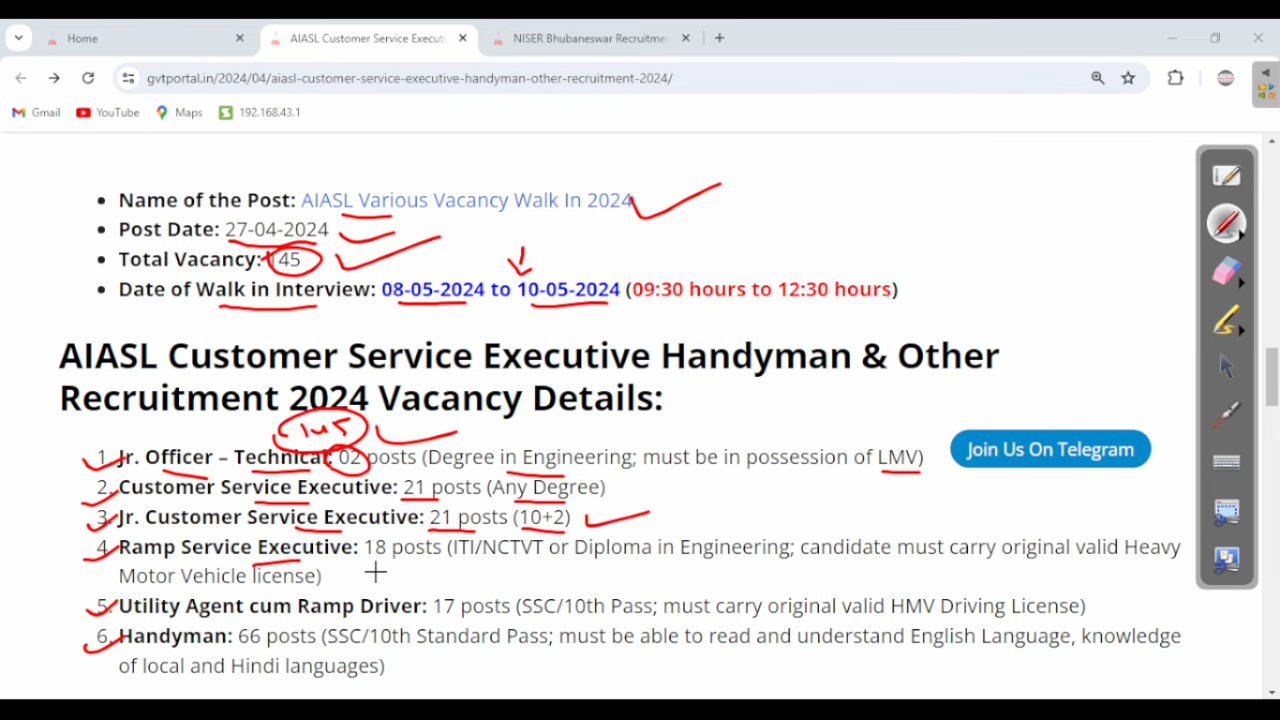 Home
AIASL Customer Service Executi
NISER Bhubaneswar Recruitmen
gvtportal.in/2024/04/aiasl-customer-service-executive-handyman-other-recruitment-2024/
Gmail
YouTube
Maps
192.168.43.1
• Name of the Post: AIASL Various Vacancy Walk In 2024
• Post Date: 27-04-2024
• Total Vacancy: 145
• Date of Walk in Interview: 08-05-2024 to 10-05-2024 (09:30 hours to 12:30 hours)
AIASL Customer Service Executive Handyman & Other
Recruitment 2024 Vacancy Details:
145
1. Jr. Officer – Technical: 02 posts (Degree in Engineering; must be in possession of LMV)
Join Us On Telegram
2. Customer Service Executive: 21 posts (Any Degree)
3. Jr. Customer Service Executive: 21 posts (10+2)
4. Ramp Service Executive: 18 posts (ITI/NCTVT or Diploma in Engineering; candidate must carry original valid Heavy
Motor Vehicle license)
5. Utility Agent cum Ramp Driver: 17 posts (SSC/10th Pass; must carry original valid HMV Driving License)
6. Handyman: 66 posts (SSC/10th Standard Pass; must be able to read and understand English Language, knowledge
of local and Hindi languages)